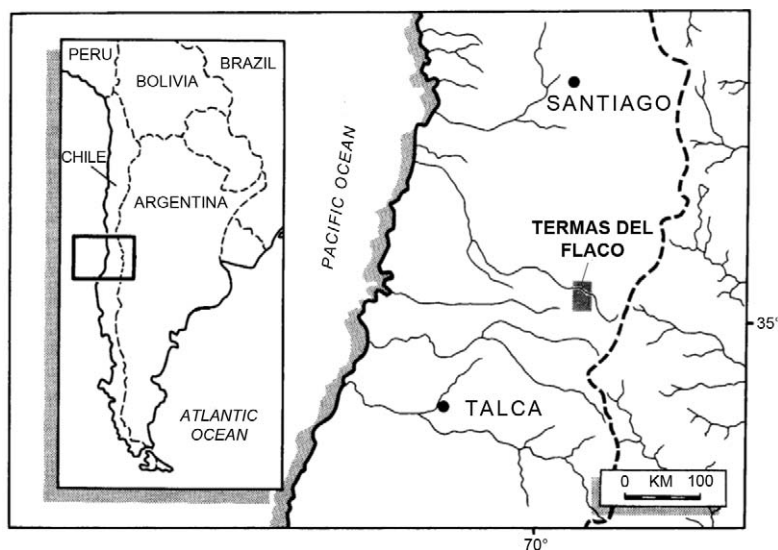 PERU
BOLIVIA
BRAZIL
CHILE
ARGENTINA
ATLANTIC
OCEAN
PACIFIC OCEAN
SANTIAGO
TERMAS DEL
FLACO
35°
TALCA
0 KM 100
70°